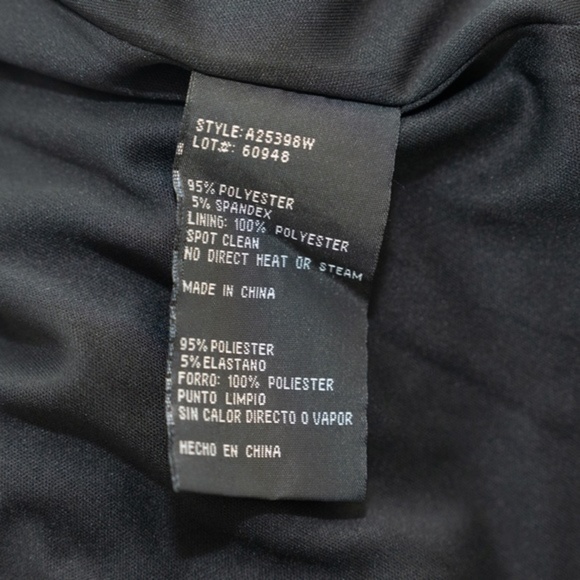 STYLE: A25398W
LOT#: 60948
95% POLYESTER
5% SPANDEX
LINING: 100% POLYESTER
SPOT CLEAN
NO DIRECT HEAT OR STEAM
MADE IN CHINA
95% POLIESTER
5% ELASTANO
FORRO: 100% POLIESTER
PUNTO LIMPIO
SIN CALOR DIRECTO O VAPOR
HECHO EN CHINA